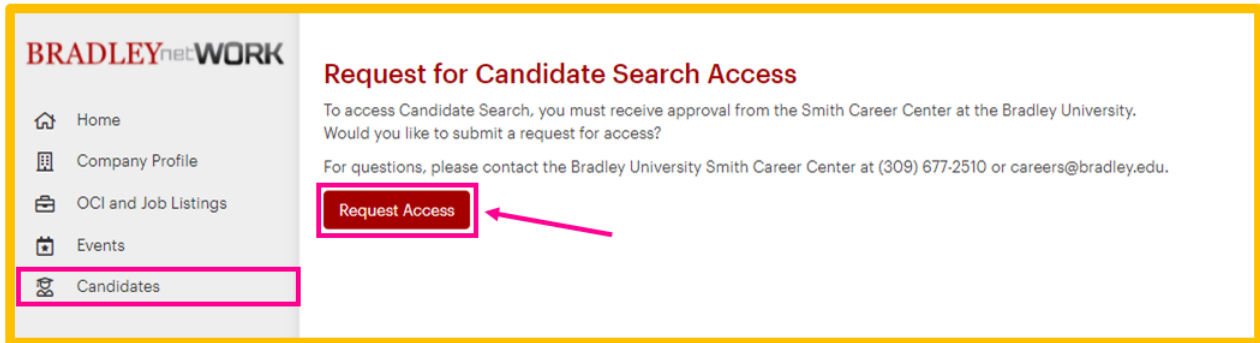 BRADLEYnetWORK
Home
Company Profile
OCI and Job Listings
Events
Candidates
Request for Candidate Search Access
To access Candidate Search, you must receive approval from the Smith Career Center at the Bradley University.
Would you like to submit a request for access?
For questions, please contact the Bradley University Smith Career Center at (309) 677-2510 or careers@bradley.edu.
Request Access